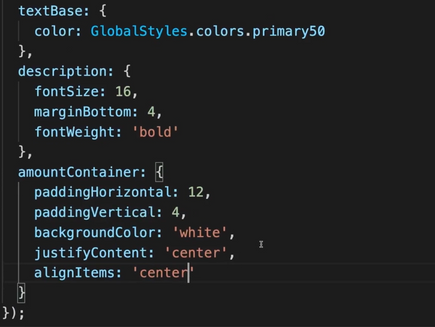 textBase: {
color: GlobalStyles.colors.primary50
},
description: {
fontSize: 16,
marginBottom: 4,
fontWeight: 'bold'
},
amountContainer: {
paddingHorizontal: 12,
paddingVertical: 4,
backgroundColor: 'white',
justifyContent: 'center',
alignItems: 'center'
}
});